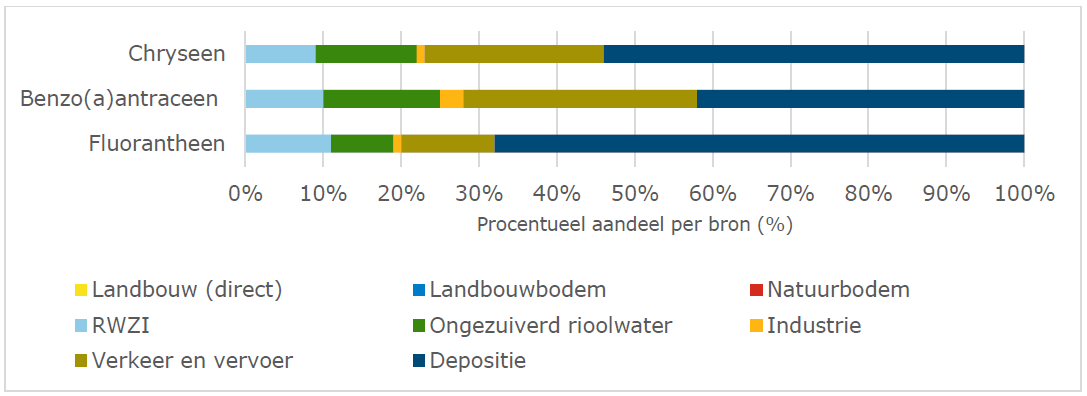 Chryseen
Benzo(a)antraceen
Fluorantheen
0% 10% 20% 30% 40% 50% 60% 70% 80% 90% 100%
Procentueel aandeel per bron (%)
Landbouw (direct) Landbouwbodem Natuurbodem
RWZI Ongezuiverd rioolwater Industrie
Verkeer en vervoer Depositie